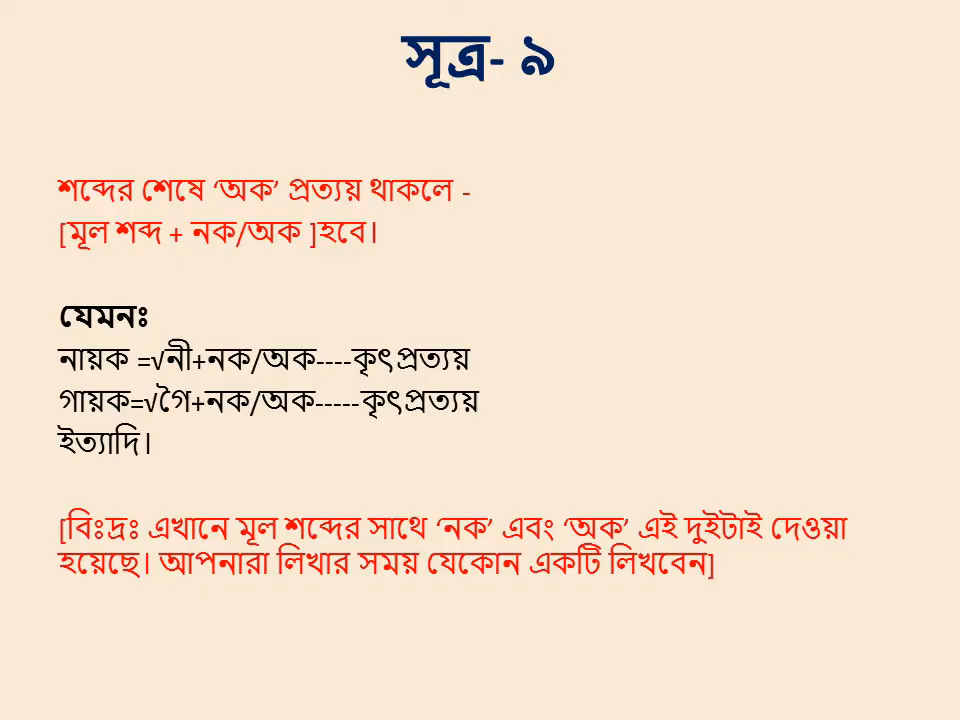 সূত্র- ৯
শব্দের শেষে ‘অক’ প্রত্যয় থাকলে -
[মূল শব্দ + নক/অক ]হবে।
যেমনঃ
নায়ক =√নী+নক/অক----কৃৎপ্রত্যয়
গায়ক=√গৈ+নক/অক-----কৃৎপ্রত্যয়
ইত্যাদি।
[বিঃদ্রঃ এখানে মূল শব্দের সাথে ‘নক’ এবং ‘অক’ এই দুইটাই দেওয়া
হয়েছে। আপনারা লিখার সময় যেকোন একটি লিখবেন]